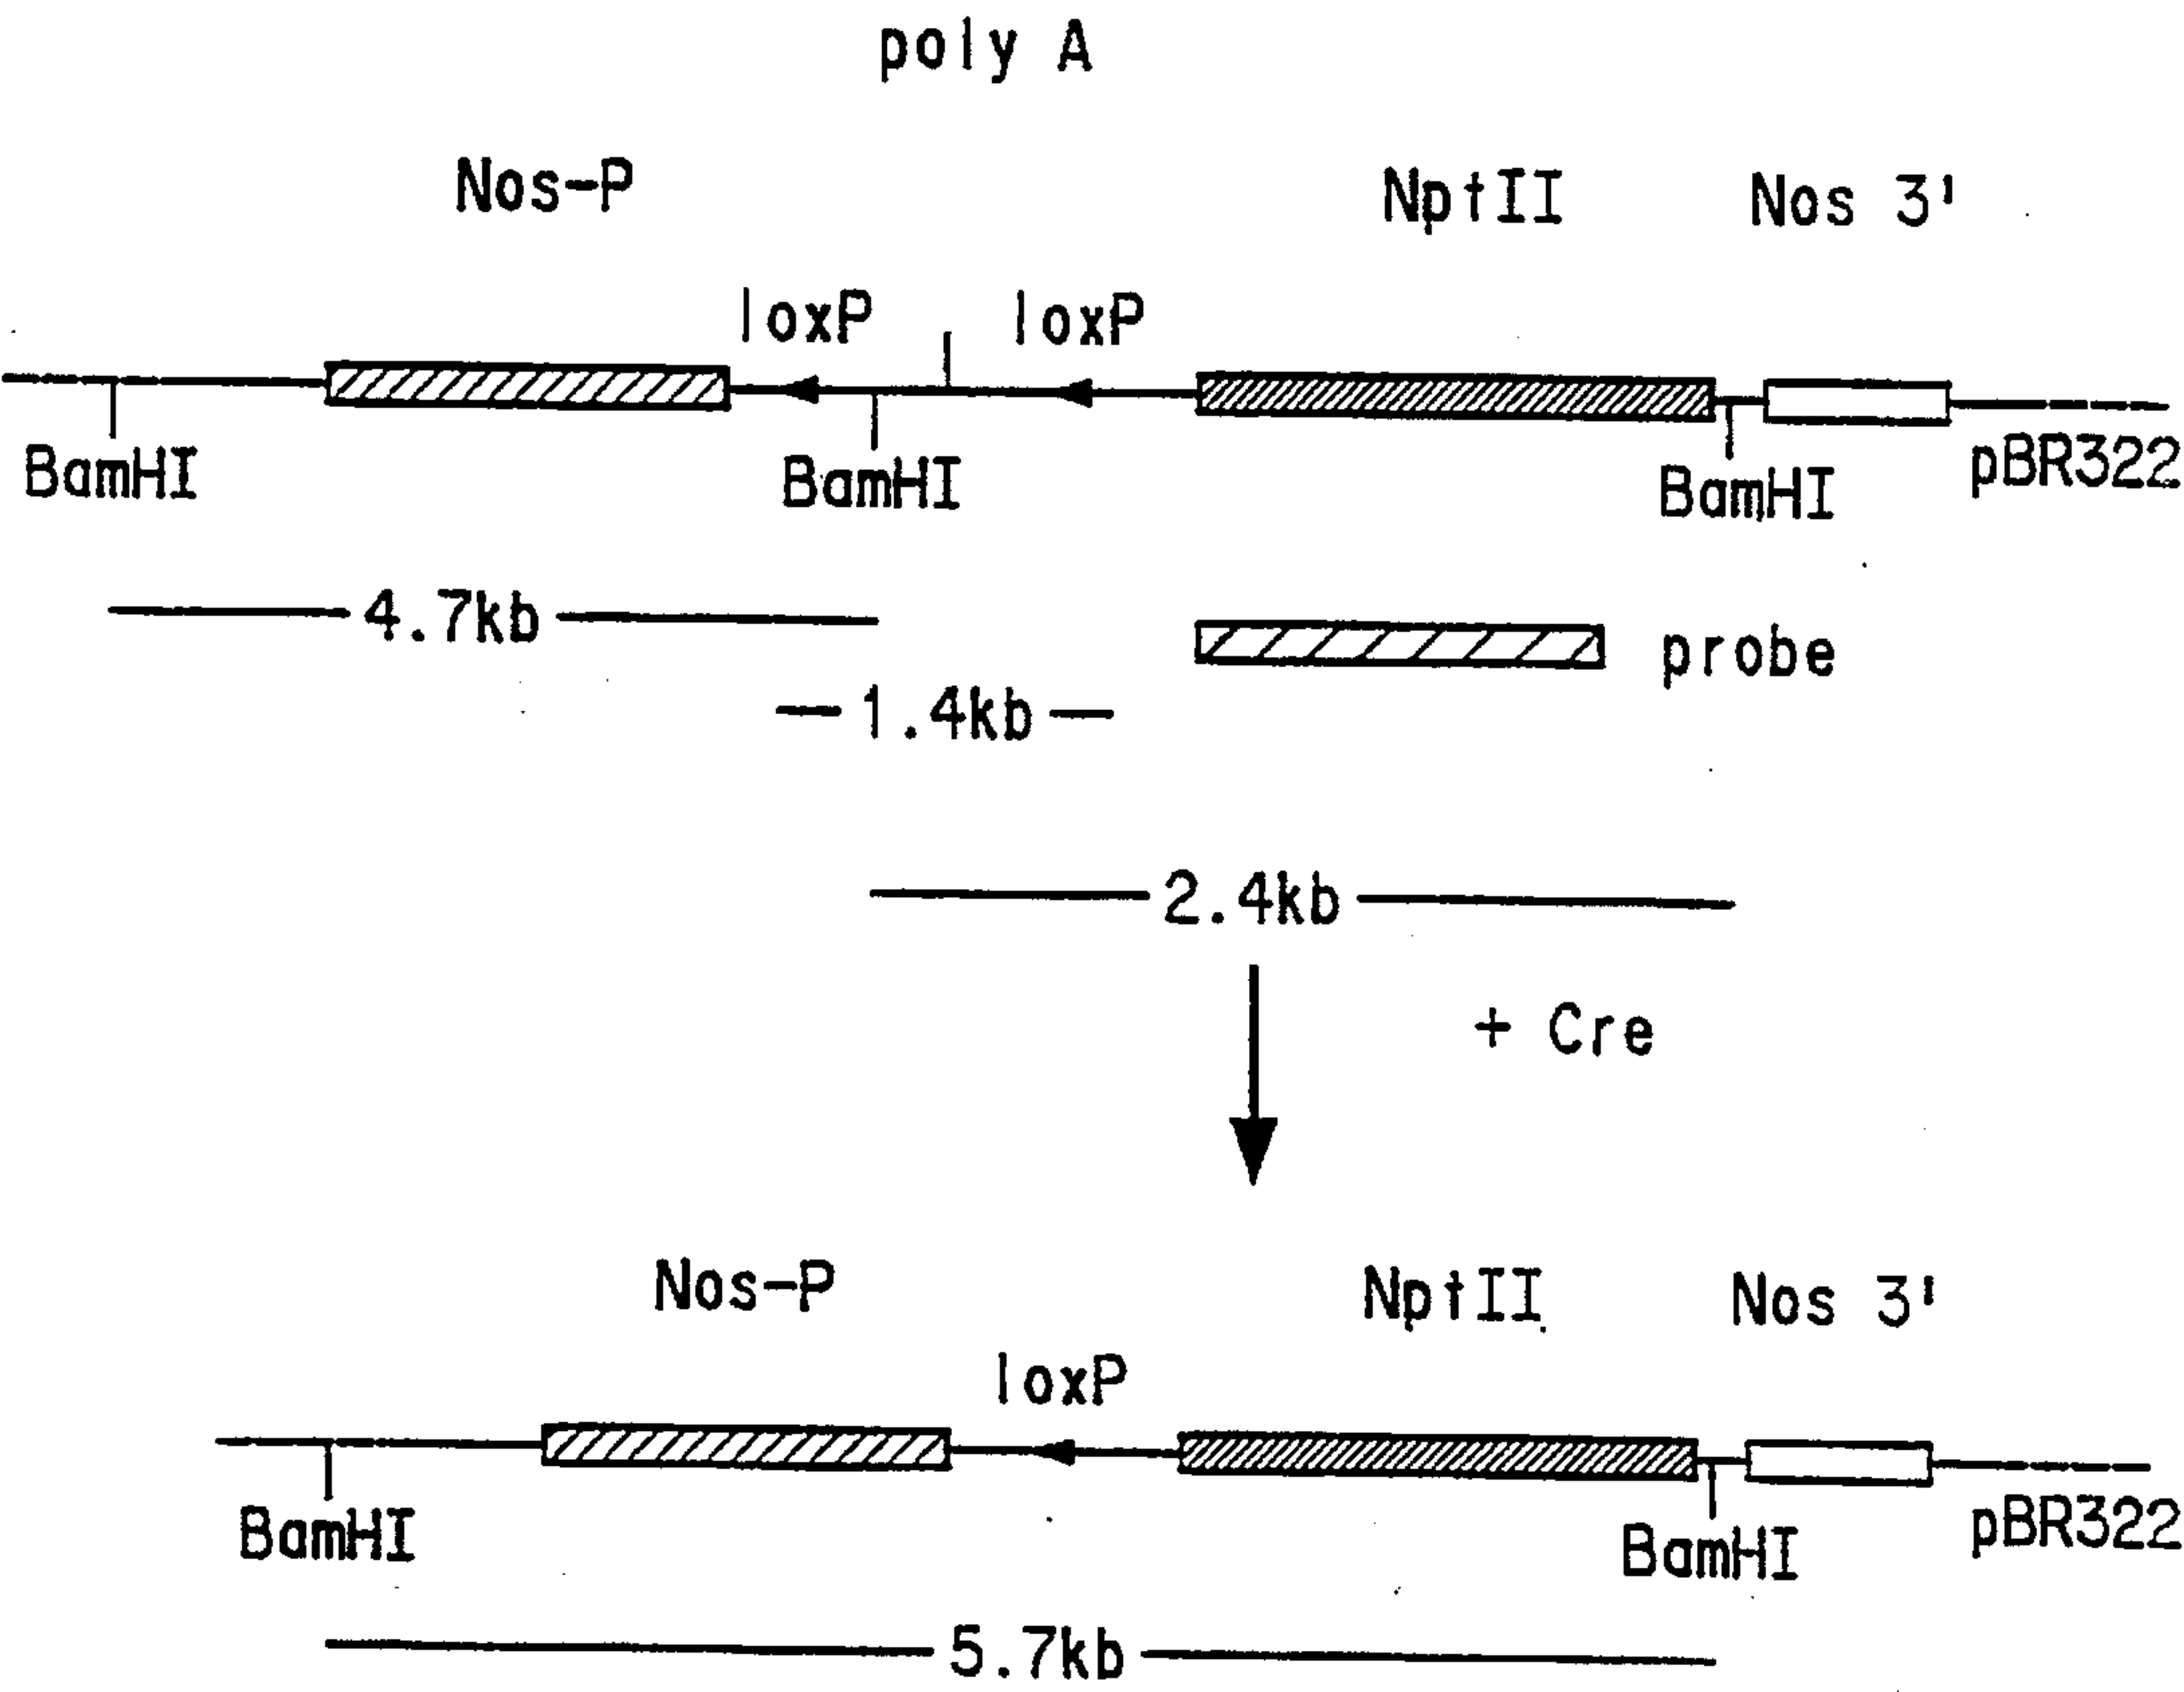 poly A
Nos-P NptII Nos 3'
loxP loxP
BamHI BamHI BamHI pBR322
4.7kb probe
1.4kb
2.4kb
+ Cre
Nos-P NptII Nos 3'
loxP
BamHI BamHI pBR322
5.7kb